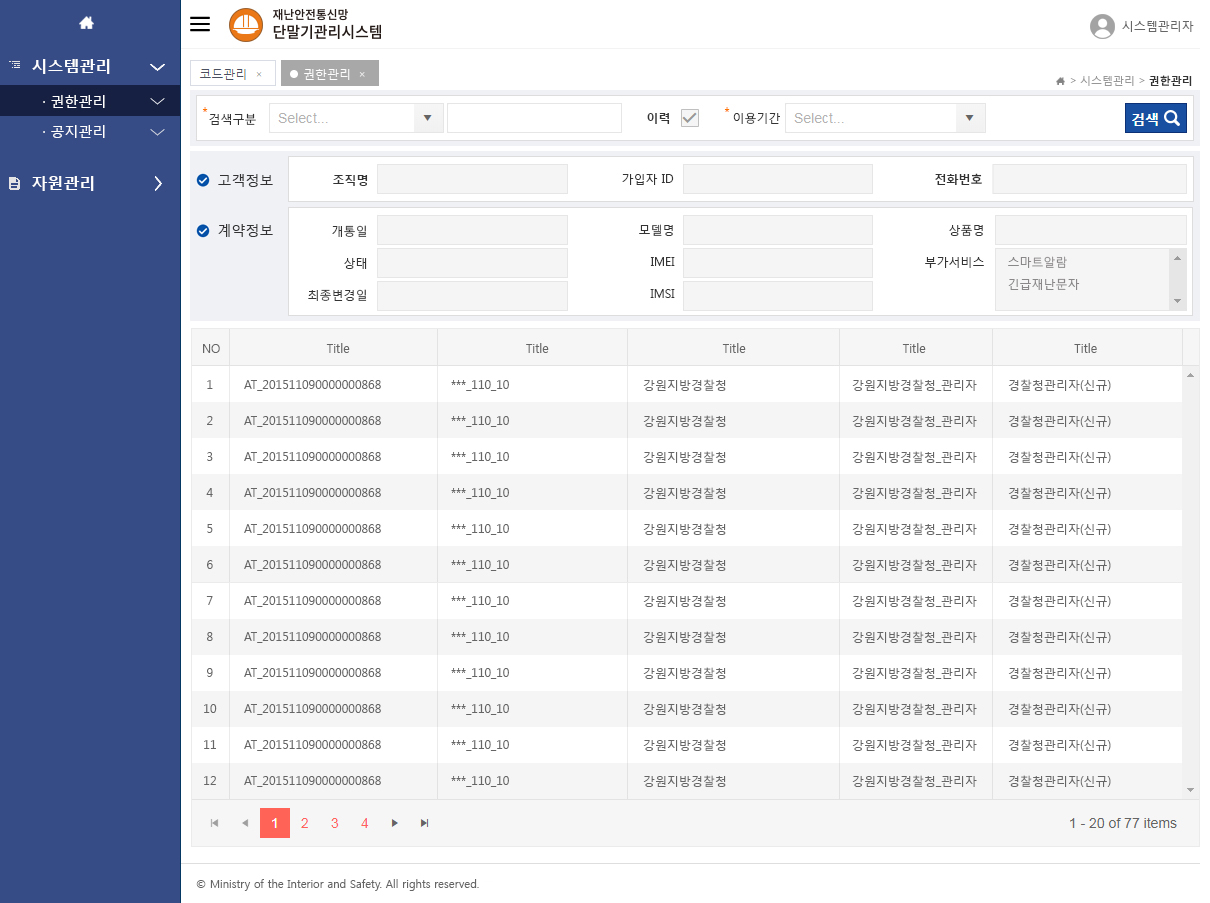 재난안전통신망
단말기관리시스템
시스템관리자
시스템관리
· 권한관리
· 공지관리
자원관리
코드관리 ×
권한관리 ×
> 시스템관리 > 권한관리
*검색구분 Select... 이력 *이용기간 Select... 검색
고객정보 조직명 가입자 ID 전화번호
계약정보 개통일 모델명 상품명
상태 IMEI 부가서비스 스마트알람
긴급재난문자
최종변경일 IMSI
NO Title Title Title Title Title
1 AT_201511090000000868 ***_110_10 강원지방경찰청 강원지방경찰청_관리자 경찰청관리자(신규)
2 AT_201511090000000868 ***_110_10 강원지방경찰청 강원지방경찰청_관리자 경찰청관리자(신규)
3 AT_201511090000000868 ***_110_10 강원지방경찰청 강원지방경찰청_관리자 경찰청관리자(신규)
4 AT_201511090000000868 ***_110_10 강원지방경찰청 강원지방경찰청_관리자 경찰청관리자(신규)
5 AT_201511090000000868 ***_110_10 강원지방경찰청 강원지방경찰청_관리자 경찰청관리자(신규)
6 AT_201511090000000868 ***_110_10 강원지방경찰청 강원지방경찰청_관리자 경찰청관리자(신규)
7 AT_201511090000000868 ***_110_10 강원지방경찰청 강원지방경찰청_관리자 경찰청관리자(신규)
8 AT_201511090000000868 ***_110_10 강원지방경찰청 강원지방경찰청_관리자 경찰청관리자(신규)
9 AT_201511090000000868 ***_110_10 강원지방경찰청 강원지방경찰청_관리자 경찰청관리자(신규)
10 AT_201511090000000868 ***_110_10 강원지방경찰청 강원지방경찰청_관리자 경찰청관리자(신규)
11 AT_201511090000000868 ***_110_10 강원지방경찰청 강원지방경찰청_관리자 경찰청관리자(신규)
12 AT_201511090000000868 ***_110_10 강원지방경찰청 강원지방경찰청_관리자 경찰청관리자(신규)
1 2 3 4 1 - 20 of 77 items
© Ministry of the Interior and Safety. All rights reserved.